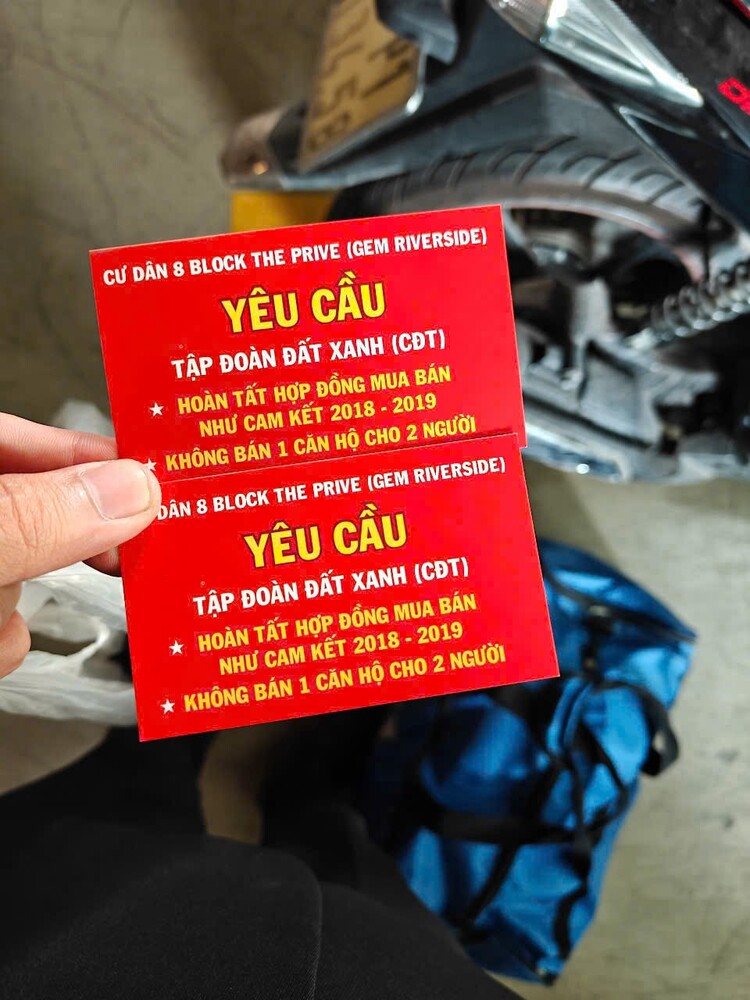 CƯ DÂN 8 BLOCK THE PRIVE (GEM RIVERSIDE)
YÊU CẦU
TẬP ĐOÀN ĐẤT XANH (CĐT)
★ HOÀN TẤT HỢP ĐỒNG MUA BÁN
NHƯ CAM KẾT 2018 - 2019
★ KHÔNG BÁN 1 CĂN HỘ CHO 2 NGƯỜI
DÂN 8 BLOCK THE PRIVE (GEM RIVERSIDE)
YÊU CẦU
TẬP ĐOÀN ĐẤT XANH (CĐT)
★ HOÀN TẤT HỢP ĐỒNG MUA BÁN
NHƯ CAM KẾT 2018 - 2019
★ KHÔNG BÁN 1 CĂN HỘ CHO 2 NGƯỜI